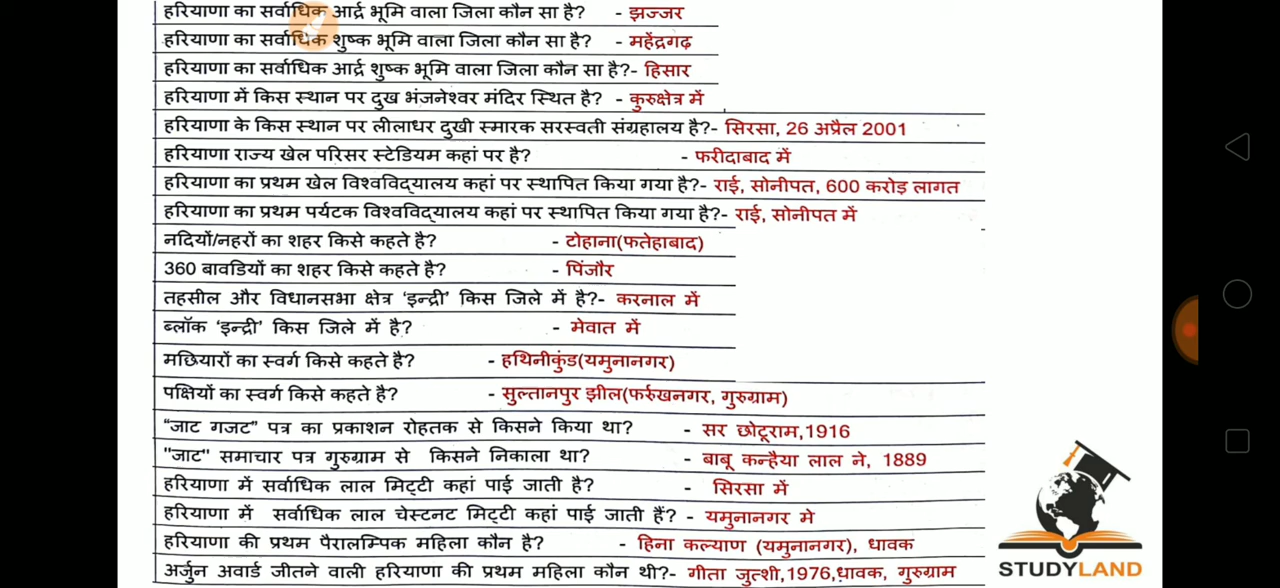 हरियाणा का सर्वाधिक आर्द्र भूमि वाला जिला कौन सा है? - झज्जर
हरियाणा का सर्वाधिक शुष्क भूमि वाला जिला कौन सा है? - महेंद्रगढ़
हरियाणा का सर्वाधिक आर्द्र शुष्क भूमि वाला जिला कौन सा है?- हिसार
हरियाणा में किस स्थान पर दुख भंजनेश्वर मंदिर स्थित है? - कुरुक्षेत्र में
हरियाणा के किस स्थान पर लीलाधर दुखी स्मारक सरस्वती संग्रहालय है?- सिरसा, 26 अप्रैल 2001
हरियाणा राज्य खेल परिसर स्टेडियम कहां पर है? - फरीदाबाद में
हरियाणा का प्रथम खेल विश्वविद्यालय कहां पर स्थापित किया गया है?- राई, सोनीपत, 600 करोड़ लागत
हरियाणा का प्रथम पर्यटक विश्वविद्यालय कहां पर स्थापित किया गया है?- राई, सोनीपत में
नदियों/नहरों का शहर किसे कहते है? - टोहाना(फतेहाबाद)
360 बावडियों का शहर किसे कहते है? - पिंजौर
तहसील और विधानसभा क्षेत्र 'इन्द्री' किस जिले में है?- करनाल में
ब्लॉक 'इन्द्री' किस जिले में है? - मेवात में
मछियारों का स्वर्ग किसे कहते है? - हथिनीकुंड(यमुनानगर)
पक्षियों का स्वर्ग किसे कहते है? - सुल्तानपुर झील(फर्रुखनगर, गुरुग्राम)
"जाट गजट" पत्र का प्रकाशन रोहतक से किसने किया था? - सर छोटूराम,1916
"जाट" समाचार पत्र गुरुग्राम से किसने निकाला था? - बाबू कन्हैया लाल ने, 1889
हरियाणा में सर्वाधिक लाल मिट्टी कहां पाई जाती है? - सिरसा में
हरियाणा में सर्वाधिक लाल चेस्टनट मिट्टी कहां पाई जाती हैं? - यमुनानगर मे
हरियाणा की प्रथम पैरालम्पिक महिला कौन है? - हिना कल्याण (यमुनानगर), धावक
अर्जुन अवार्ड जीतने वाली हरियाणा की प्रथम महिला कौन थी?- गीता जुत्शी,1976,धावक, गुरुग्राम
STUDYLAND